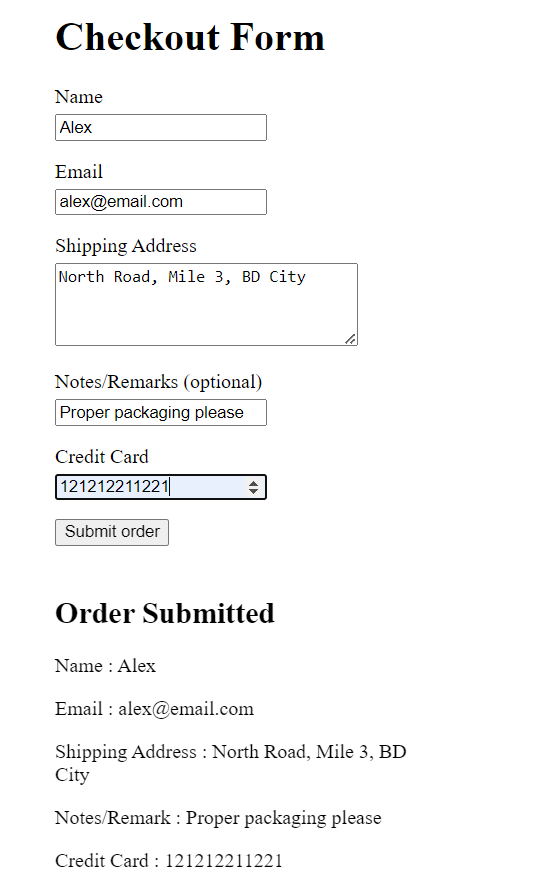 Checkout Form
Name
Alex
Email
alex@email.com
Shipping Address
North Road, Mile 3, BD City
Notes/Remarks (optional)
Proper packaging please
Credit Card
121212211221
Submit order
Order Submitted
Name : Alex
Email : alex@email.com
Shipping Address : North Road, Mile 3, BD
City
Notes/Remark : Proper packaging please
Credit Card : 121212211221